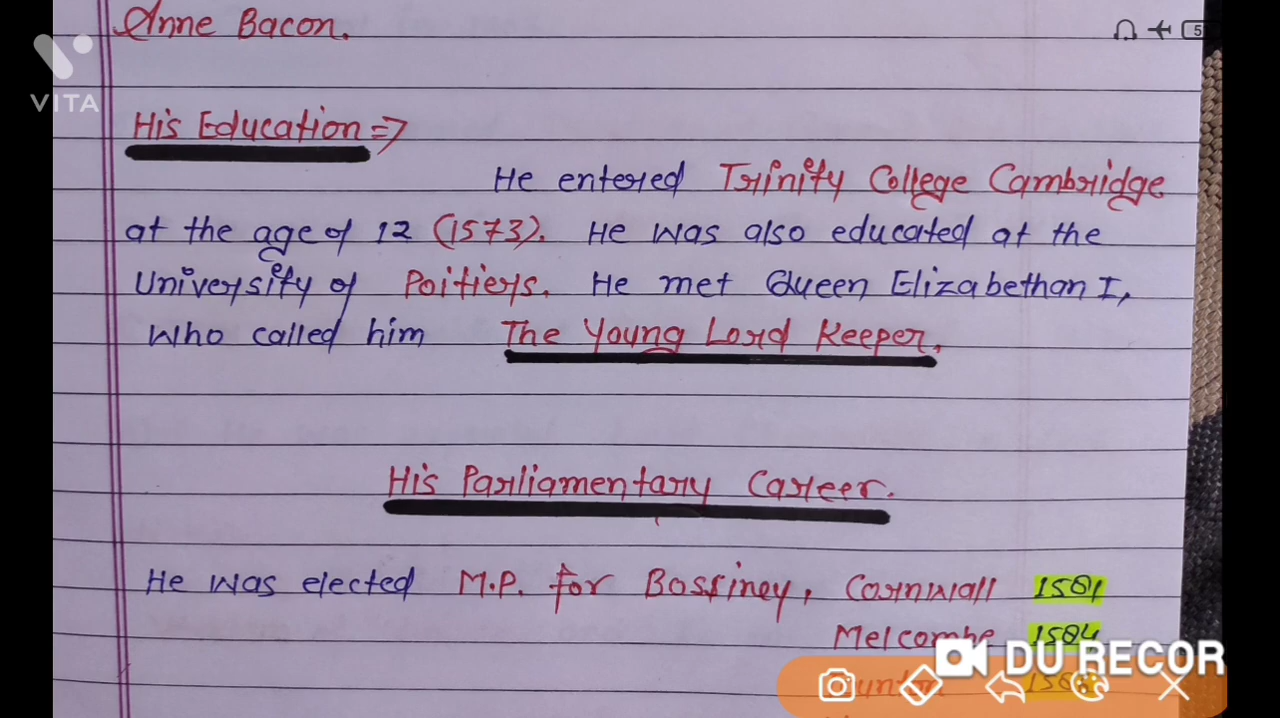 Anne Bacon.
5
VITA
His Education =>
He entered Trinity College Cambridge
at the age of 12 (1573). He was also educated at the
University of Poitiers. He met Queen Elizabethan I,
Who called him The Young Lord Keeper.
His Parliamentary Career.
He was elected M.P. for Bossiney, Cornwall 1581
Melcombe 1584
DU RECOR